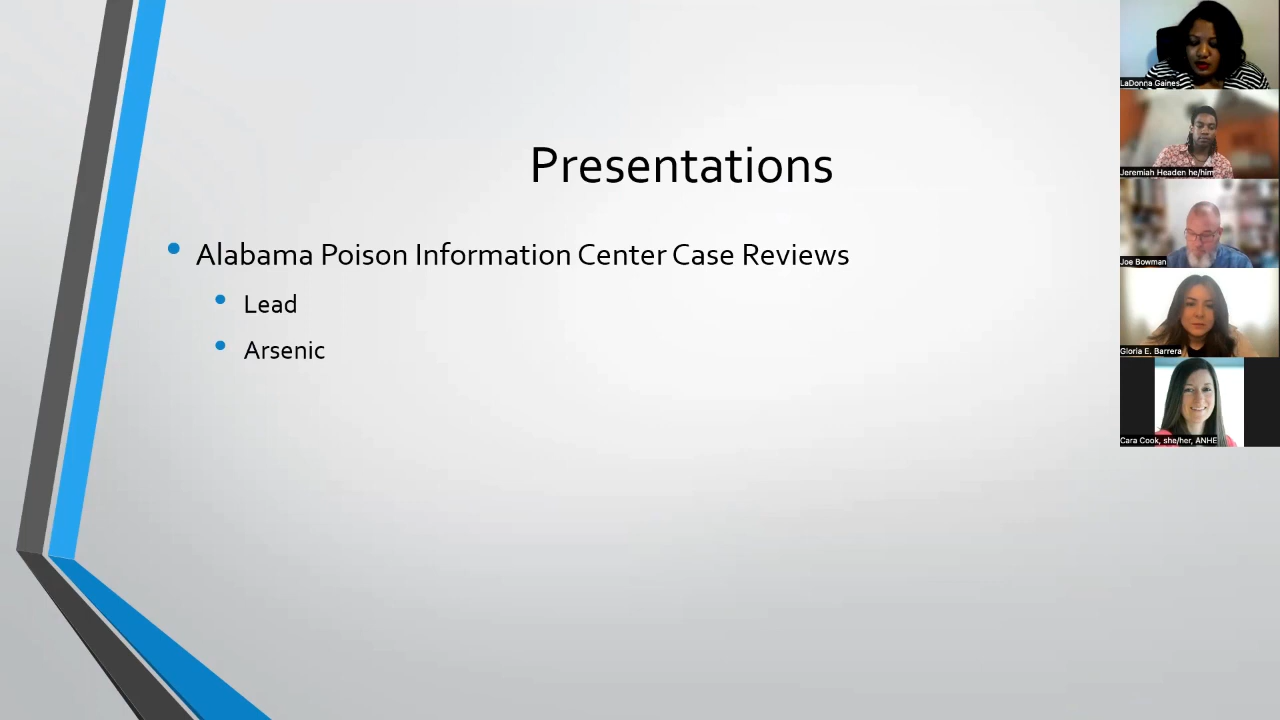 Presentations
Alabama Poison Information Center Case Reviews
Lead
Arsenic
LaDonna Gaines
Jeremiah Headen he/him
Joe Bowman
Gloria E. Barrera
Cara Cook, she/her, ANHE